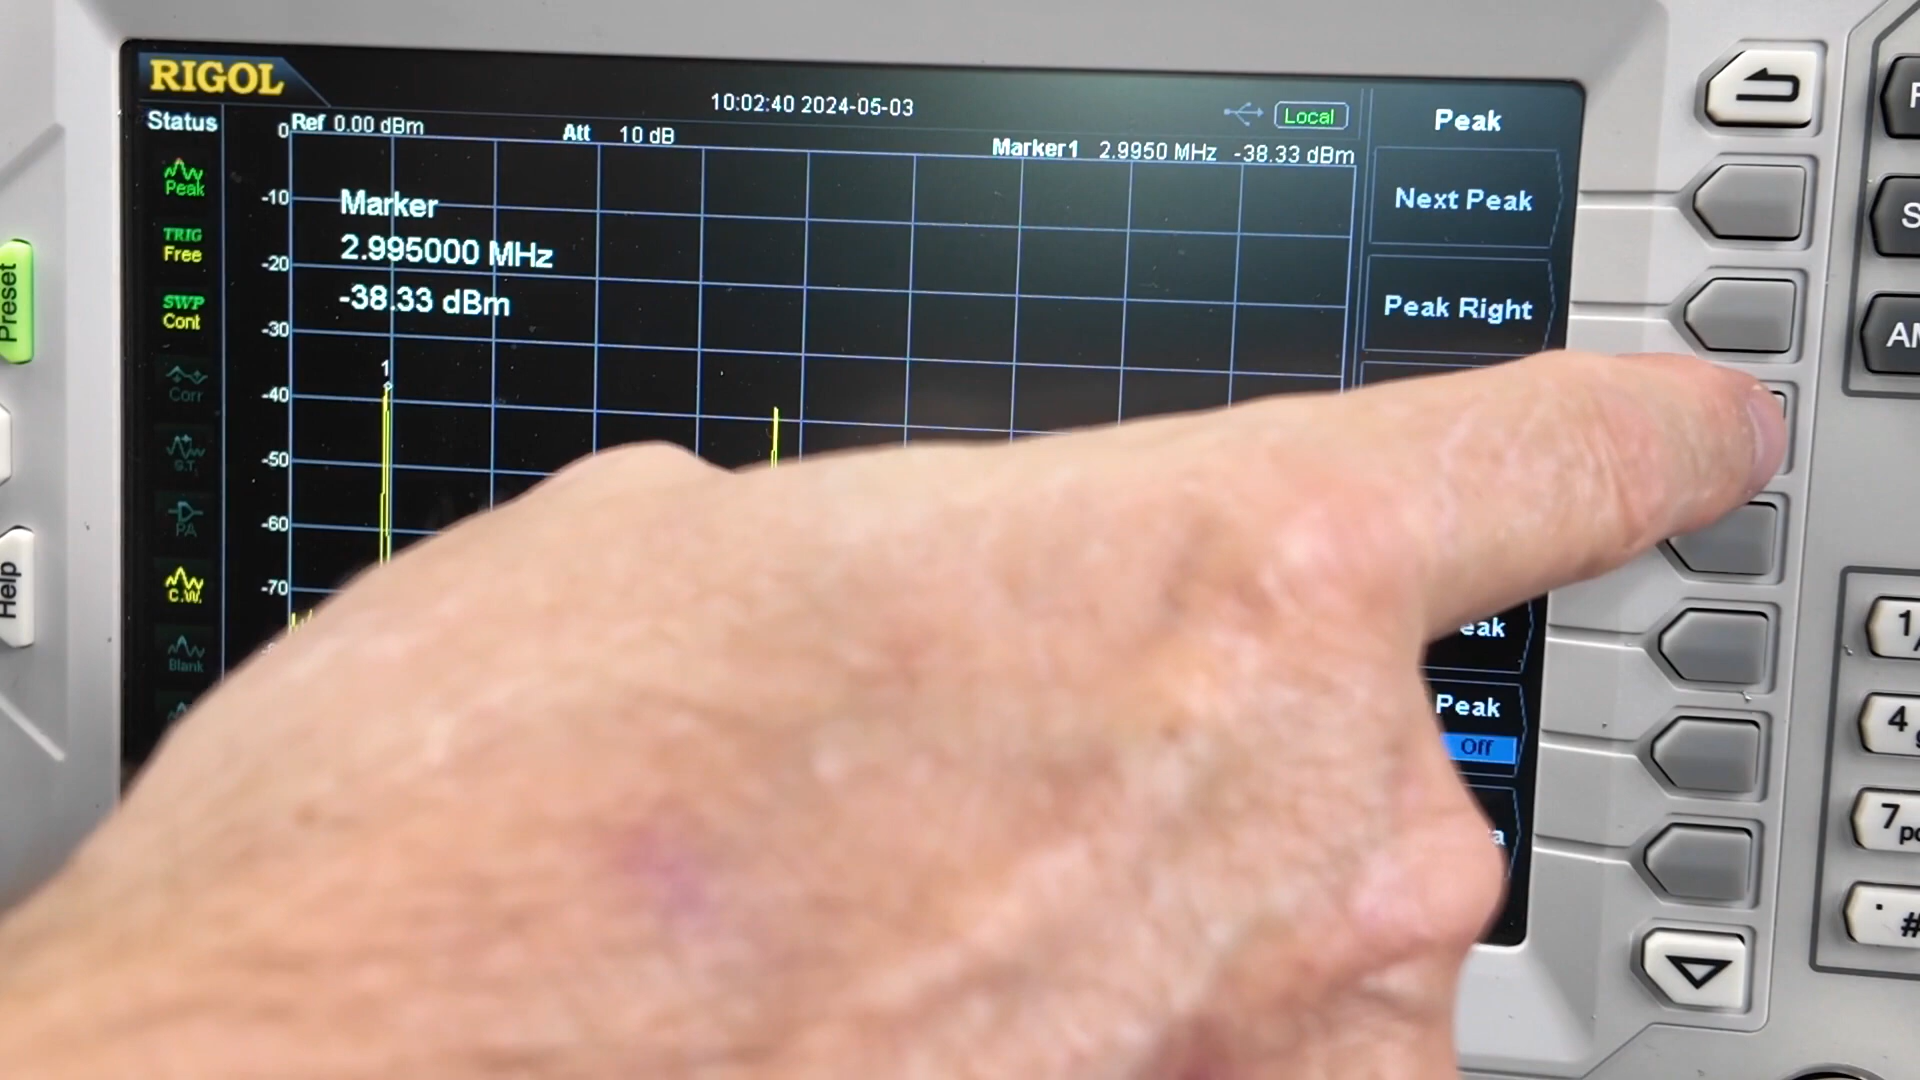 RIGOL
10:02:40 2024-05-03
Local
Status
Ref 0.00 dBm
Att 10 dB
Marker1 2.9950 MHz -38.33 dBm
Peak
TRIG
Free
SWP
Cont
Corr
PA
C.W.
Blank
0
-10
-20
-30
-40
-50
-60
-70
Marker
2.995000 MHz
-38.33 dBm
1
Peak
Next Peak
Peak Right
eak
Peak
Off
a
Preset
Help
F
S
AM
1/
4
7
.
#